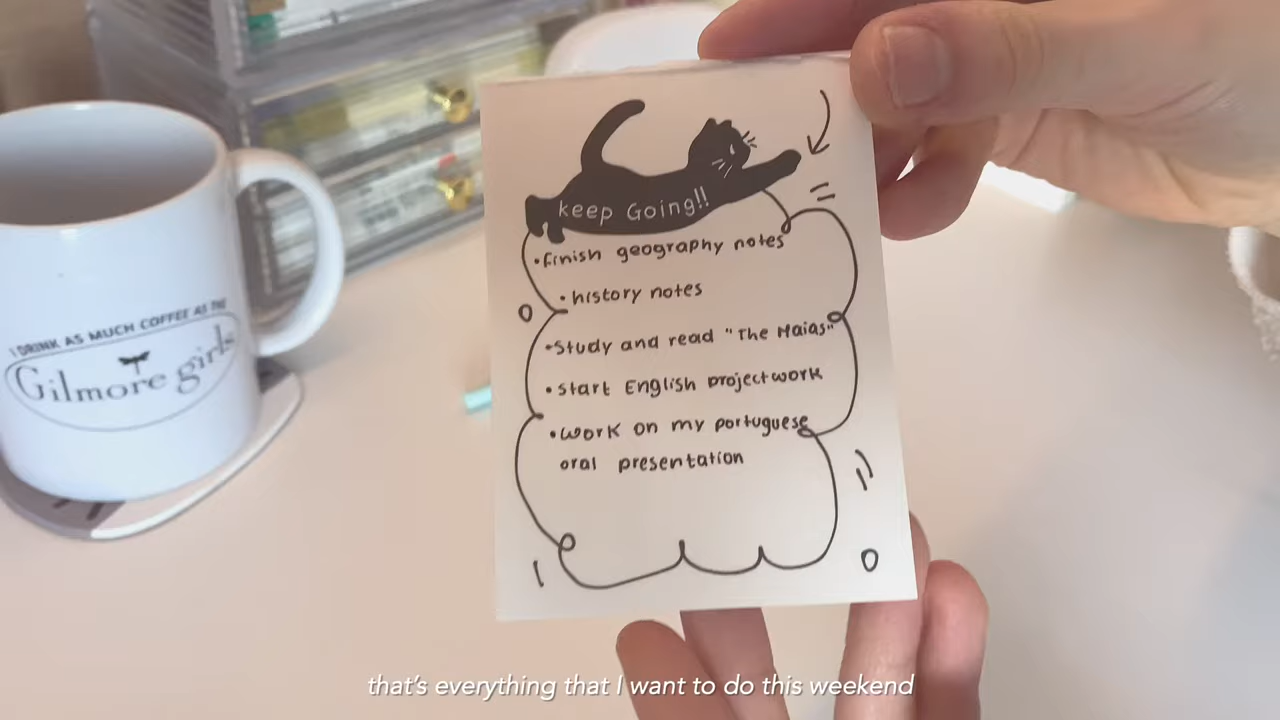 keep Going!!
•finish geography notes
•history notes
•Study and read "The Maias"
•start English projectwork
•work on my portuguese
oral presentation
I DRINK AS MUCH COFFEE AS THE
Gilmore girls
that's everything that I want to do this weekend